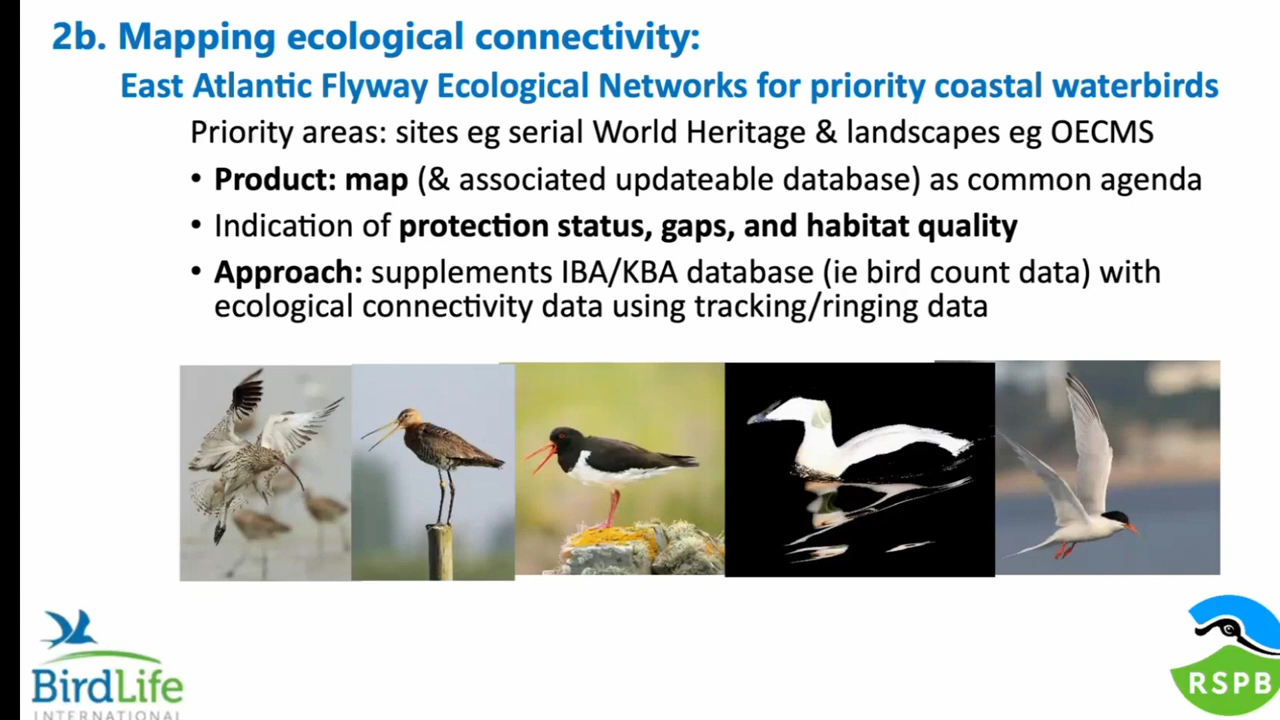 2b. Mapping ecological connectivity:
East Atlantic Flyway Ecological Networks for priority coastal waterbirds
Priority areas: sites eg serial World Heritage & landscapes eg OECMS
• Product: map (& associated updateable database) as common agenda
• Indication of protection status, gaps, and habitat quality
• Approach: supplements IBA/KBA database (ie bird count data) with
ecological connectivity data using tracking/ringing data
BirdLife
INTERNATIONAL
RSPB